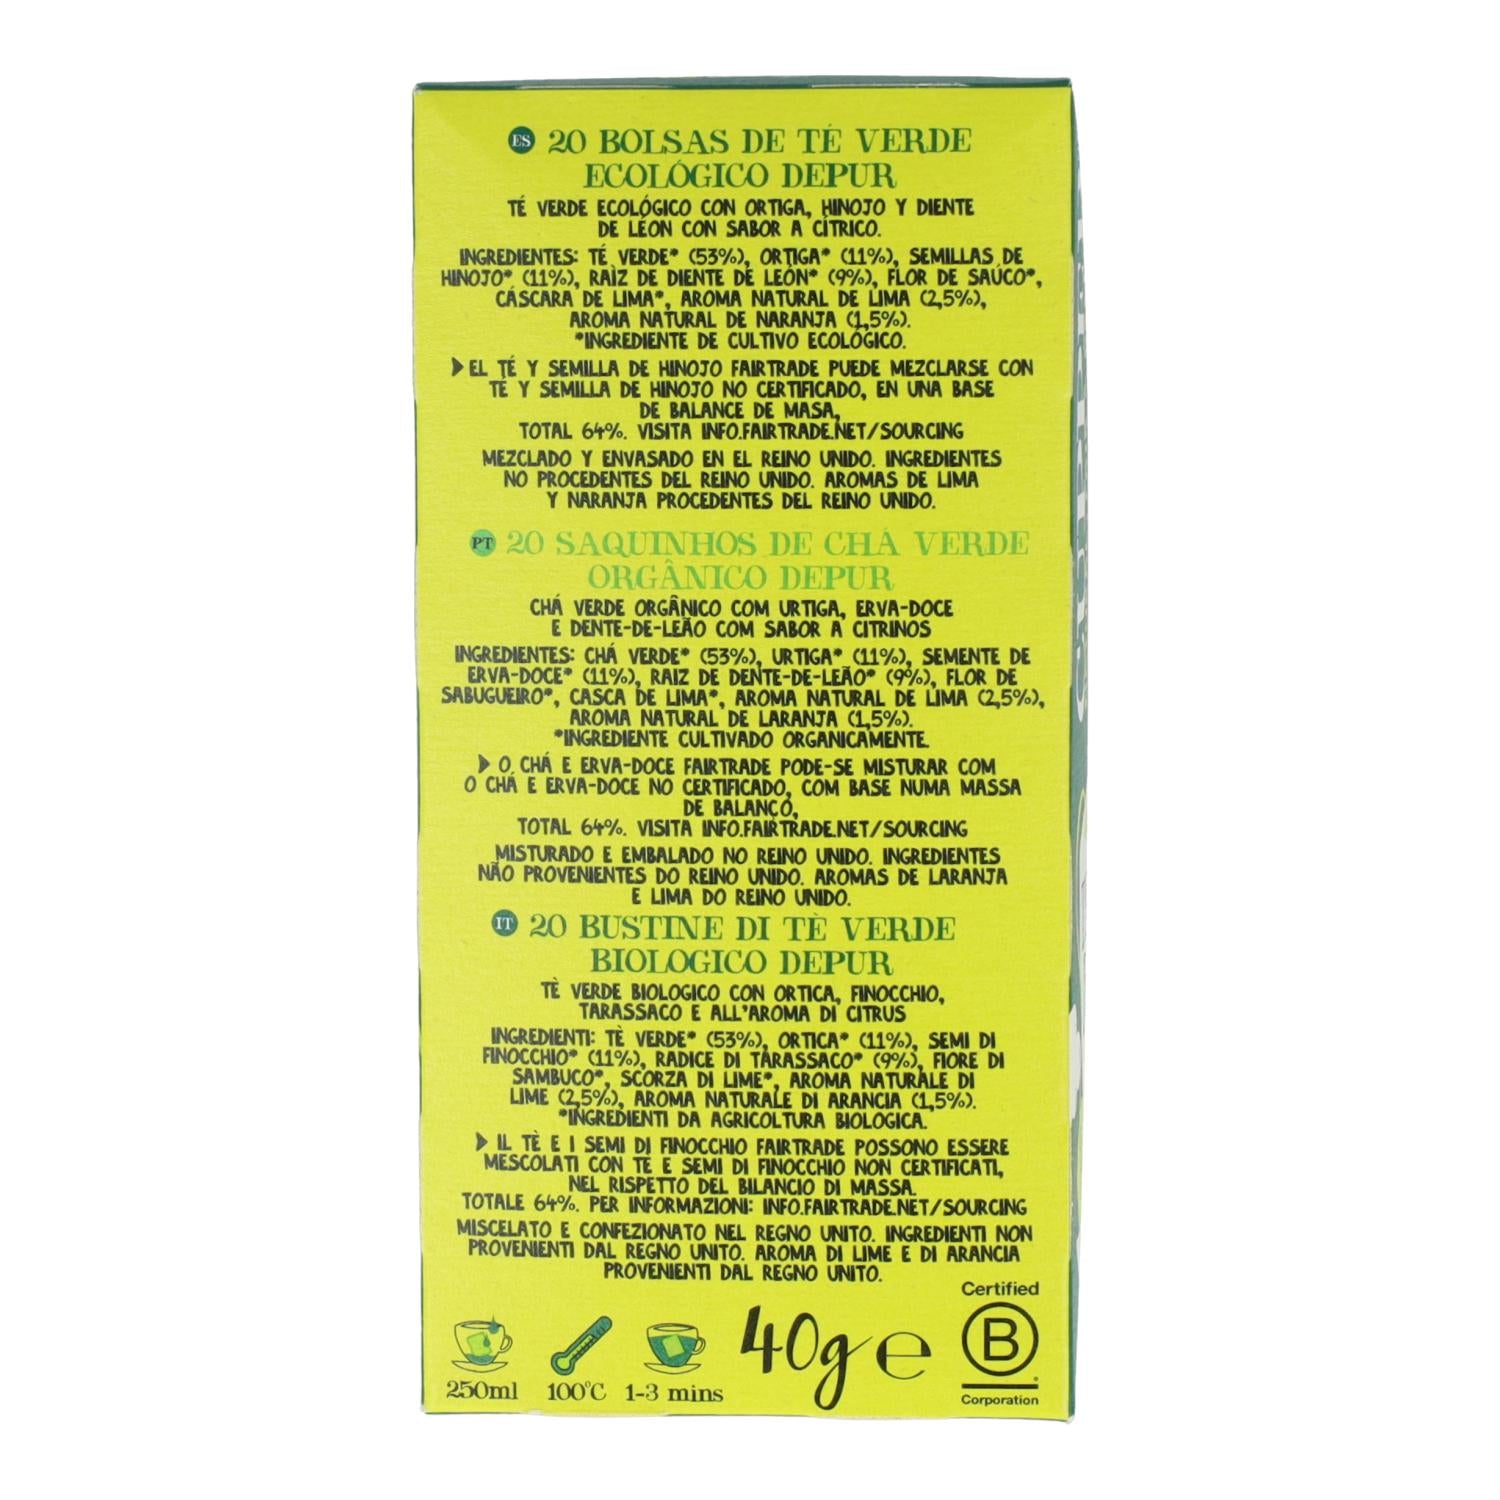 ES 20 BOLSAS DE TÉ VERDE
ECOLÓGICO DEPUR
TÉ VERDE ECOLÓGICO CON ORTIGA, HINOJO Y DIENTE
DE LEON CON SABOR A CÍTRICO.
INGREDIENTES: TÉ VERDE* (53%), ORTIGA* (11%), SEMILLAS DE
HINOJO* (11%), RAÌZ DE DIENTE DE LEÓN* (9%), FLOR DE SAÚCO*,
CÁSCARA DE LIMA*, AROMA NATURAL DE LIMA (2,5%),
AROMA NATURAL DE NARANJA (1,5%).
*INGREDIENTE DE CULTIVO ECOLÓGICO.
EL TÉ Y SEMILLA DE HINOJO FAIRTRADE PUEDE MEZCLARSE CON
TÉ Y SEMILLA DE HINOJO NO CERTIFICADO, EN UNA BASE
DE BALANCE DE MASA,
TOTAL 64%. VISITA INFO.FAIRTRADE.NET/SOURCING
MEZCLADO Y ENVASADO EN EL REINO UNIDO. INGREDIENTES
NO PROCEDENTES DEL REINO UNIDO. AROMAS DE LIMA
Y NARANJA PROCEDENTES DEL REINO UNIDO.
PT 20 SAQUINHOS DE CHÁ VERDE
ORGÂNICO DEPUR
CHÁ VERDE ORGÂNICO COM URTIGA, ERVA-DOCE
E DENTE-DE-LEÃO COM SABOR A CITRINOS
INGREDIENTES: CHÁ VERDE* (53%), URTIGA* (11%), SEMENTE DE
ERVA-DOCE* (11%), RAIZ DE DENTE-DE-LEÃO* (9%), FLOR DE
SABUGUEIRO*, CASCA DE LIMA*, AROMA NATURAL DE LIMA (2,5%),
AROMA NATURAL DE LARANJA (1,5%).
*INGREDIENTE CULTIVADO ORGANICAMENTE.
O CHÁ E ERVA-DOCE FAIRTRADE PODE-SE MISTURAR COM
O CHÁ E ERVA-DOCE NO CERTIFICADO, COM BASE NUMA MASSA
DE BALANÇO,
TOTAL 64%. VISITA INFO.FAIRTRADE.NET/SOURCING
MISTURADO E EMBALADO NO REINO UNIDO. INGREDIENTES
NÃO PROVENIENTES DO REINO UNIDO. AROMAS DE LARANJA
E LIMA DO REINO UNIDO.
IT 20 BUSTINE DI TÈ VERDE
BIOLOGICO DEPUR
TÈ VERDE BIOLOGICO CON ORTICA, FINOCCHIO,
TARASSACO E ALL'AROMA DI CITRUS
INGREDIENTI: TÈ VERDE* (53%), ORTICA* (11%), SEMI DI
FINOCCHIO* (11%), RADICE DI TARASSACO* (9%), FIORE DI
SAMBUCO*, SCORZA DI LIME*, AROMA NATURALE DI
LIME (2,5%), AROMA NATURALE DI ARANCIA (1,5%).
*INGREDIENTI DA AGRICOLTURA BIOLOGICA.
IL TÈ E I SEMI DI FINOCCHIO FAIRTRADE POSSONO ESSERE
MESCOLATI CON TÈ E SEMI DI FINOCCHIO NON CERTIFICATI,
NEL RISPETTO DEL BILANCIO DI MASSA.
TOTALE 64%. PER INFORMAZIONI: INFO.FAIRTRADE.NET/SOURCING
MISCELATO E CONFEZIONATO NEL REGNO UNITO. INGREDIENTI NON
PROVENIENTI DAL REGNO UNITO. AROMA DI LIME E DI ARANCIA
PROVENIENTI DAL REGNO UNITO.
Certified
B
Corporation
250ml 100°C 1-3 mins 40g e